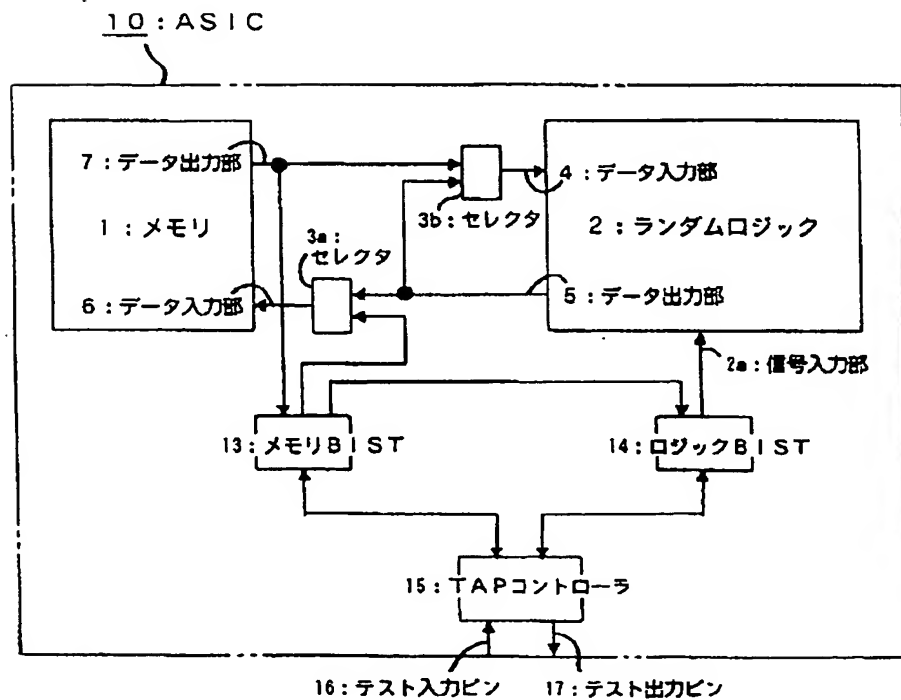 10：ASIC
7：データ出力部
1：メモリ
6：データ入力部
3a：
セレクタ
3b：セレクタ
4：データ入力部
2：ランダムロジック
5：データ出力部
2a：信号入力部
13：メモリBIST
14：ロジックBIST
15：TAPコントローラ
16：テスト入力ピン
17：テスト出力ピン